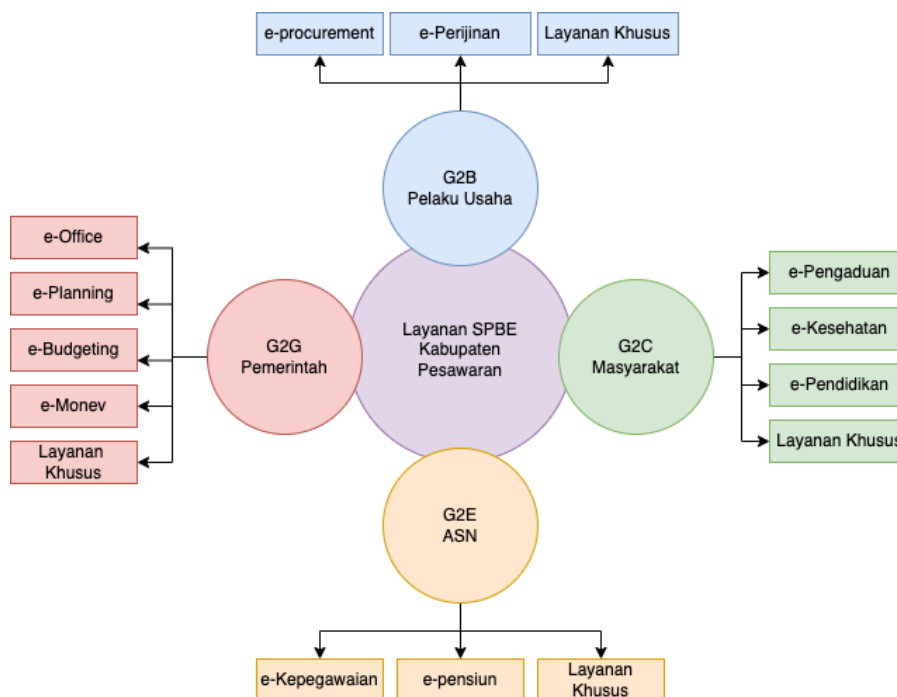 e-procurement
e-Perijinan
Layanan Khusus
G2B
Pelaku Usaha
e-Office
e-Planning
e-Budgeting
e-Monev
Layanan
Khusus
G2G
Pemerintah
Layanan SPBE
Kabupaten
Pesawaran
G2C
Masyarakat
e-Pengaduan
e-Kesehatan
e-Pendidikan
Layanan Khusus
G2E
ASN
e-Kepegawaian
e-pensiun
Layanan
Khusus